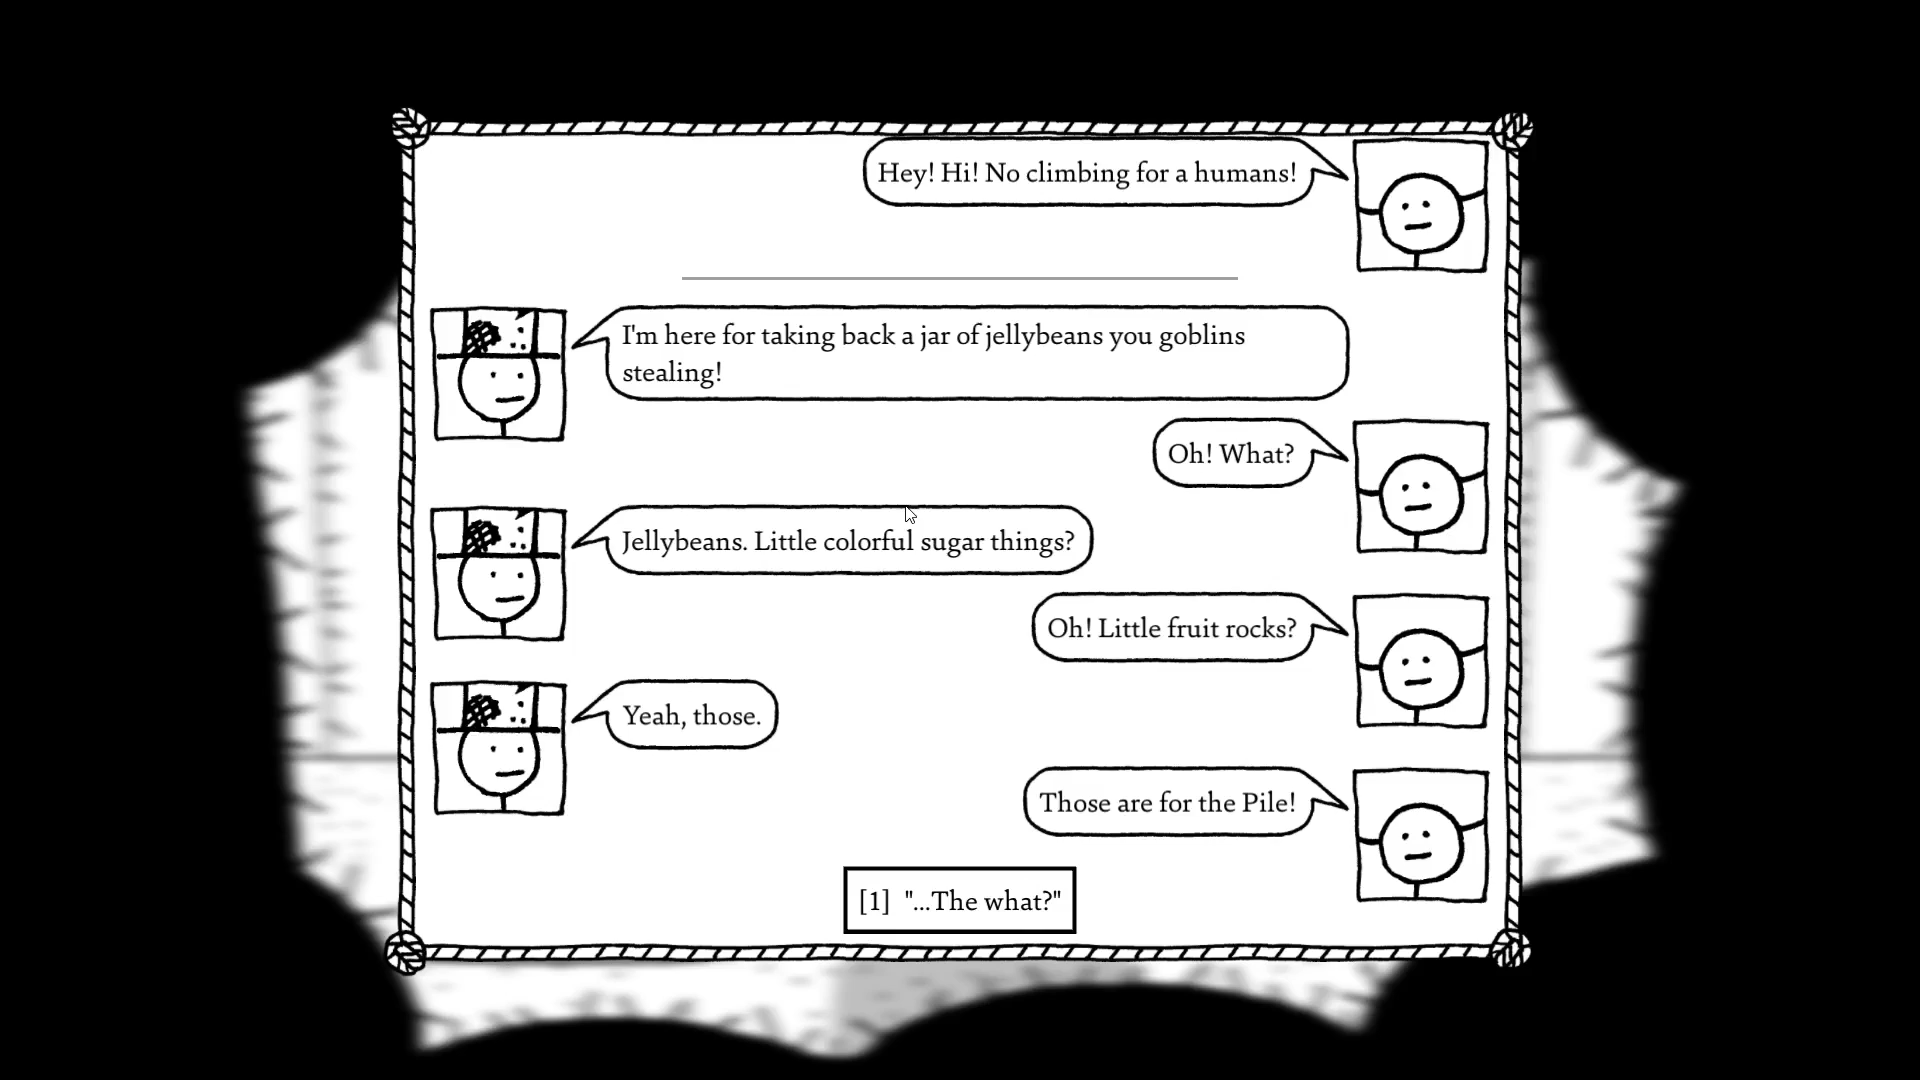 Hey! Hi! No climbing for a humans!
I'm here for taking back a jar of jellybeans you goblins
stealing!
Oh! What?
Jellybeans. Little colorful sugar things?
Oh! Little fruit rocks?
Yeah, those.
Those are for the Pile!
[1] "...The what?"